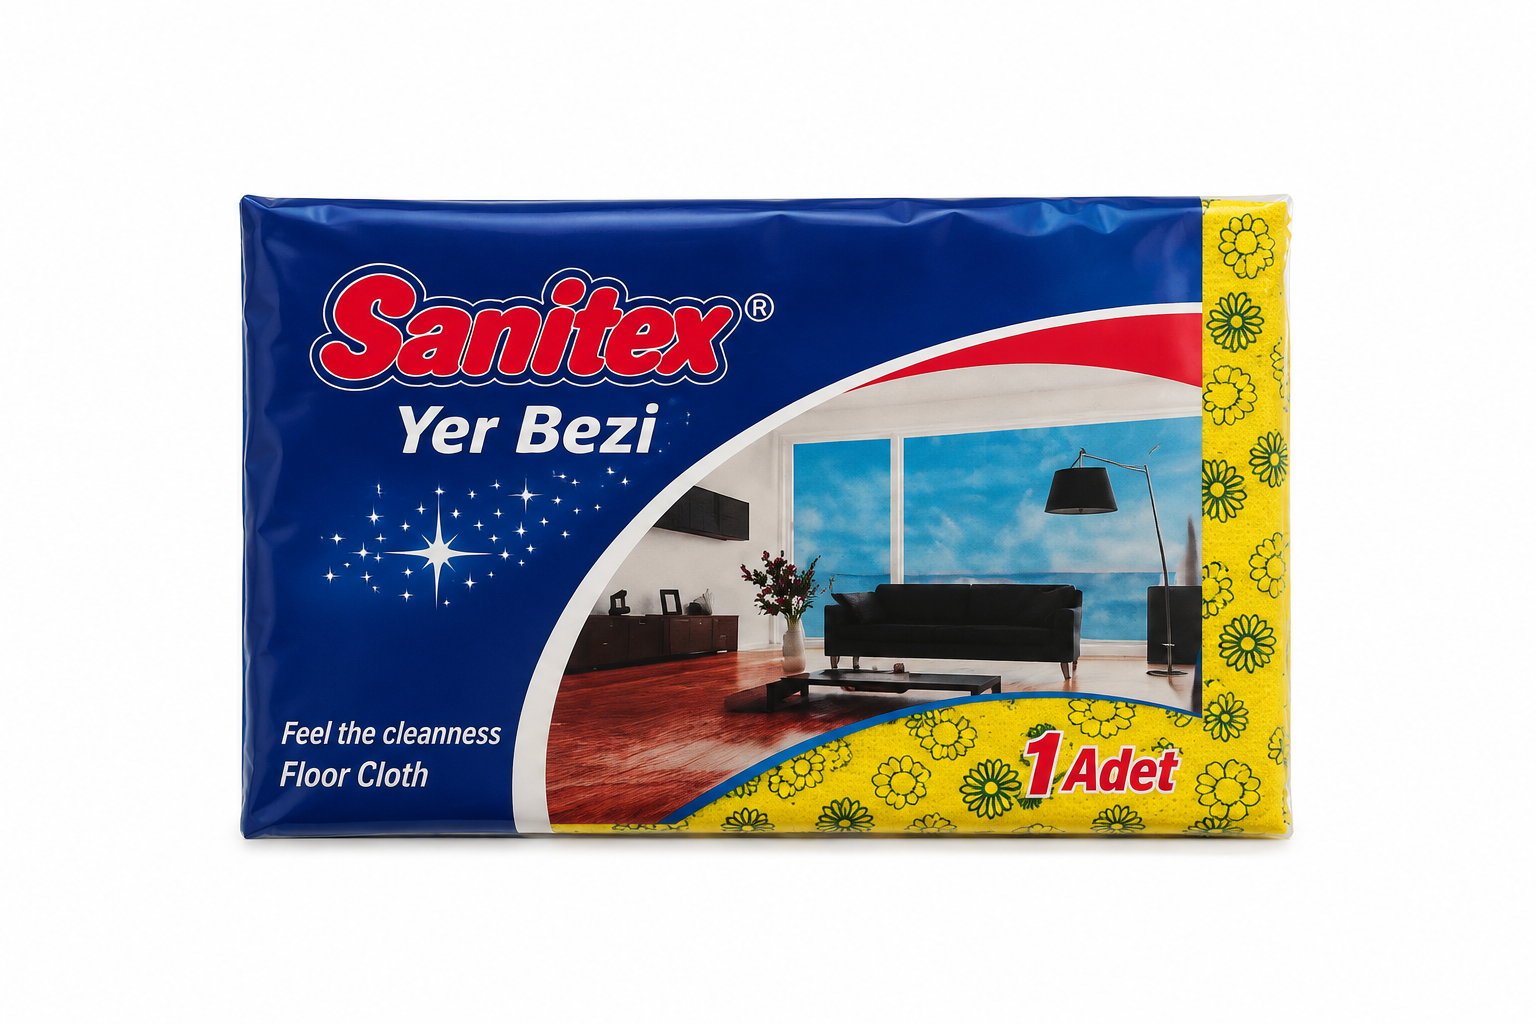 Sanitex®
Yer Bezi
Feel the cleanness
Floor Cloth
1 Adet